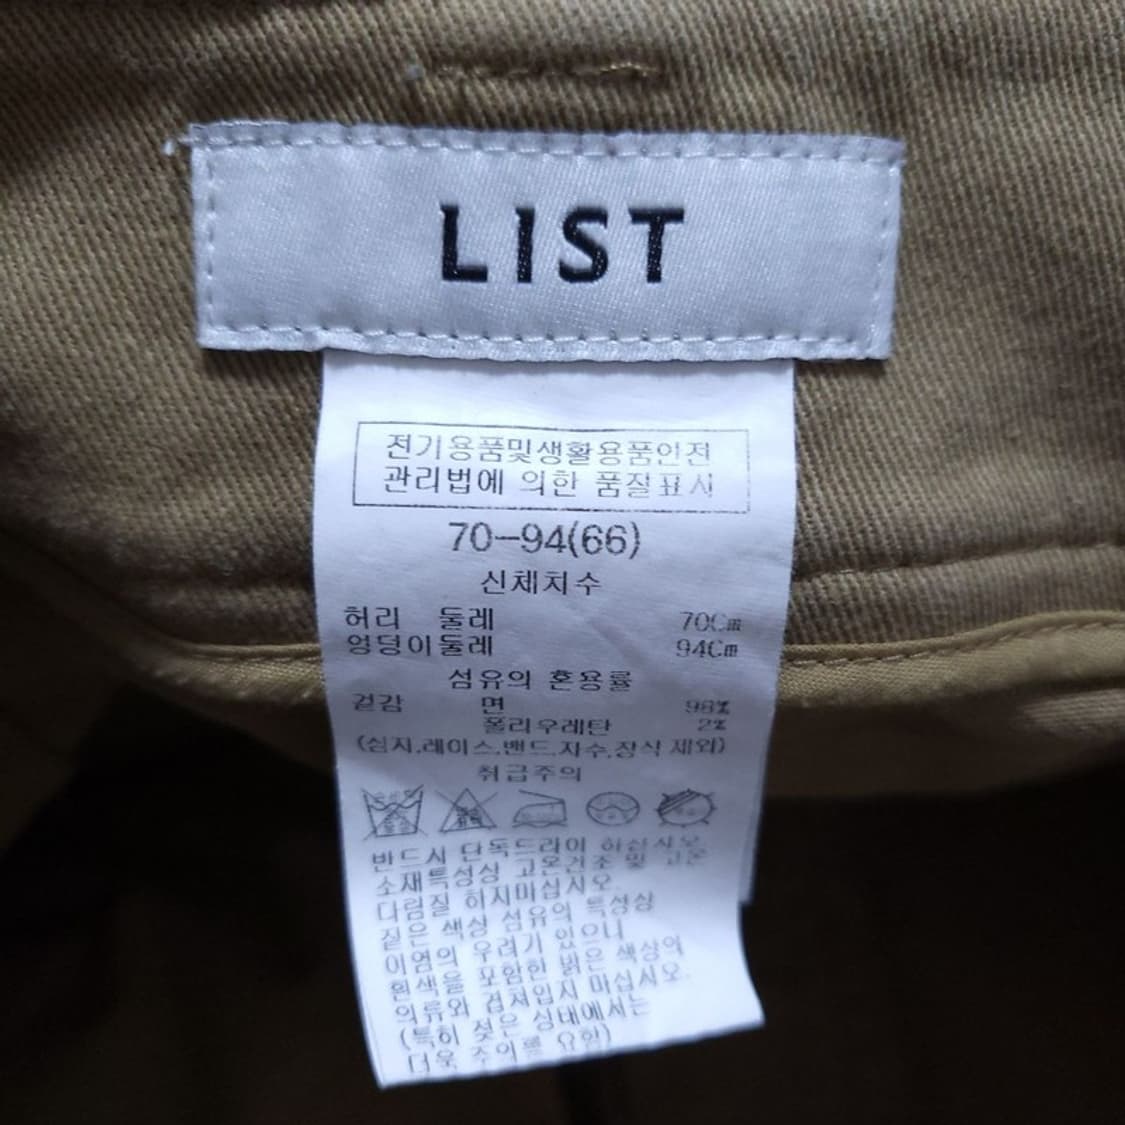 LIST
전기용품및생활용품안전
관리법에 의한 품질표시
70-94(66)
신체치수
허리 둘레 70Cm
엉덩이둘레 94Cm
섬유의 혼용률
겉감 면 98%
폴리우레탄 2%
(심지.레이스.밴드.자수.장식 제외)
취급주의
반드시 단독드라이 하십시오
소재특성상 고온건조 및 고온
다림질 하지마십시오.
짙은 색상 섬유의 특성상
이염의 우려가 있으니
흰색을 포함한 밝은 색상의
의류와 겹쳐입지 마십시오.
(특히 젖은 상태에서는
더욱 주의를 요함)